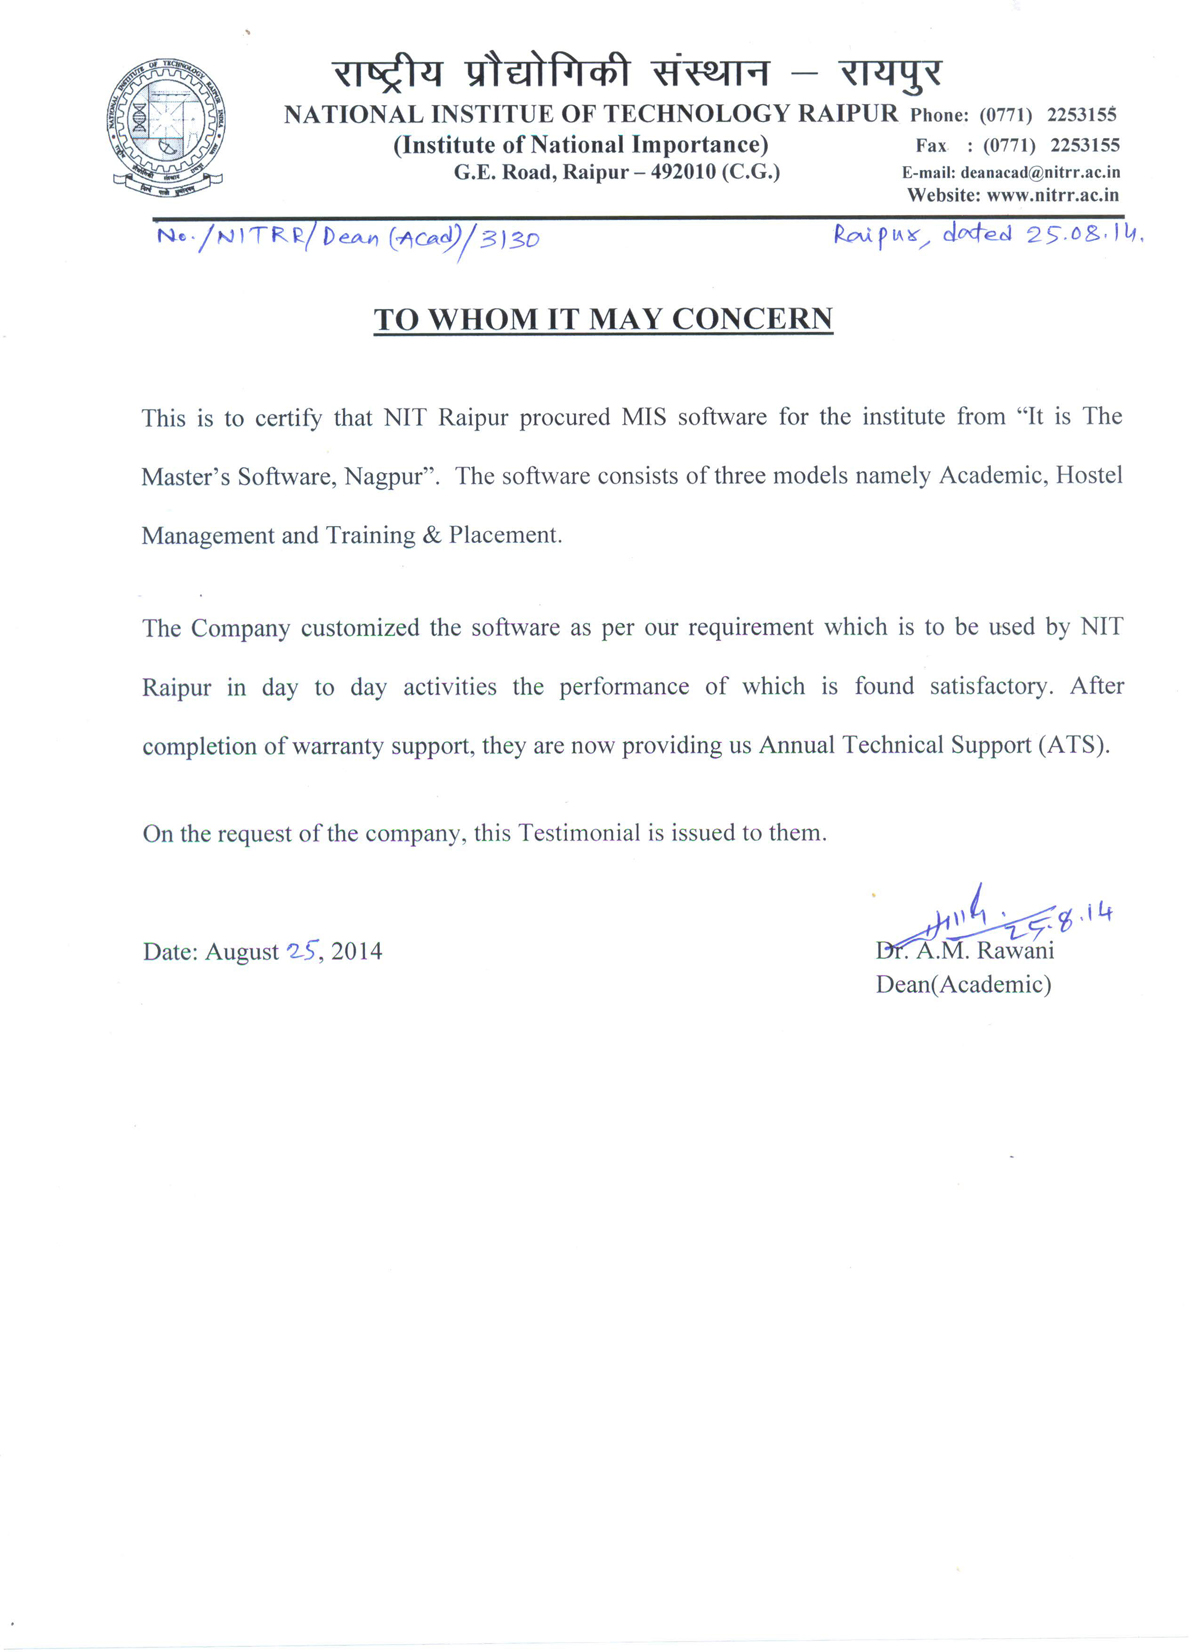 राष्ट्रीय प्रौद्योगिकी संस्थान – रायपुर
NATIONAL INSTITUE OF TECHNOLOGY RAIPUR Phone: (0771) 2253155
(Institute of National Importance) Fax : (0771) 2253155
G.E. Road, Raipur – 492010 (C.G.) E-mail: deanacad@nitrr.ac.in
Website: www.nitrr.ac.in
NATIONAL INSTITUTE OF TECHNOLOGY RAIPUR INDIA
No./NITRR/Dean (Acad)/3130 Raipur, dated 25.08.14.
TO WHOM IT MAY CONCERN
This is to certify that NIT Raipur procured MIS software for the institute from “It is The
Master’s Software, Nagpur”. The software consists of three models namely Academic, Hostel
Management and Training & Placement.
The Company customized the software as per our requirement which is to be used by NIT
Raipur in day to day activities the performance of which is found satisfactory. After
completion of warranty support, they are now providing us Annual Technical Support (ATS).
On the request of the company, this Testimonial is issued to them.
25.8.14
Date: August 25, 2014 Dr. A.M. Rawani
Dean(Academic)